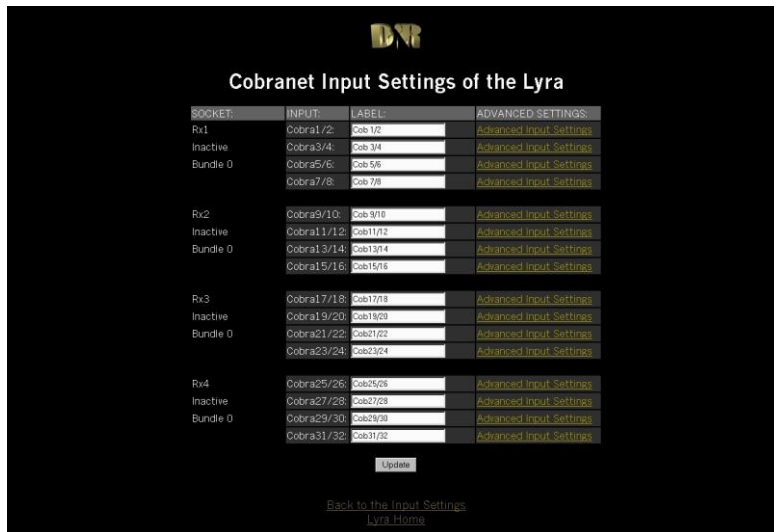 DNR
Cobranet Input Settings of the Lyra
SOCKET: INPUT: LABEL: ADVANCED SETTINGS:
Rx1 Cobra1/2: Cob 1/2 Advanced Input Settings
Inactive Cobra3/4: Cob 3/4 Advanced Input Settings
Bundle 0 Cobra5/6: Cob 5/6 Advanced Input Settings
Cobra7/8: Cob 7/8 Advanced Input Settings
Rx2 Cobra9/10: Cob 9/10 Advanced Input Settings
Inactive Cobra11/12: Cob11/12 Advanced Input Settings
Bundle 0 Cobra13/14: Cob13/14 Advanced Input Settings
Cobra15/16: Cob15/16 Advanced Input Settings
Rx3 Cobra17/18: Cob17/18 Advanced Input Settings
Inactive Cobra19/20: Cob19/20 Advanced Input Settings
Bundle 0 Cobra21/22: Cob21/22 Advanced Input Settings
Cobra23/24: Cob23/24 Advanced Input Settings
Rx4 Cobra25/26: Cob25/26 Advanced Input Settings
Inactive Cobra27/28: Cob27/28 Advanced Input Settings
Bundle 0 Cobra29/30: Cob29/30 Advanced Input Settings
Cobra31/32: Cob31/32 Advanced Input Settings
Update
Back to the Input Settings
Lyra Home